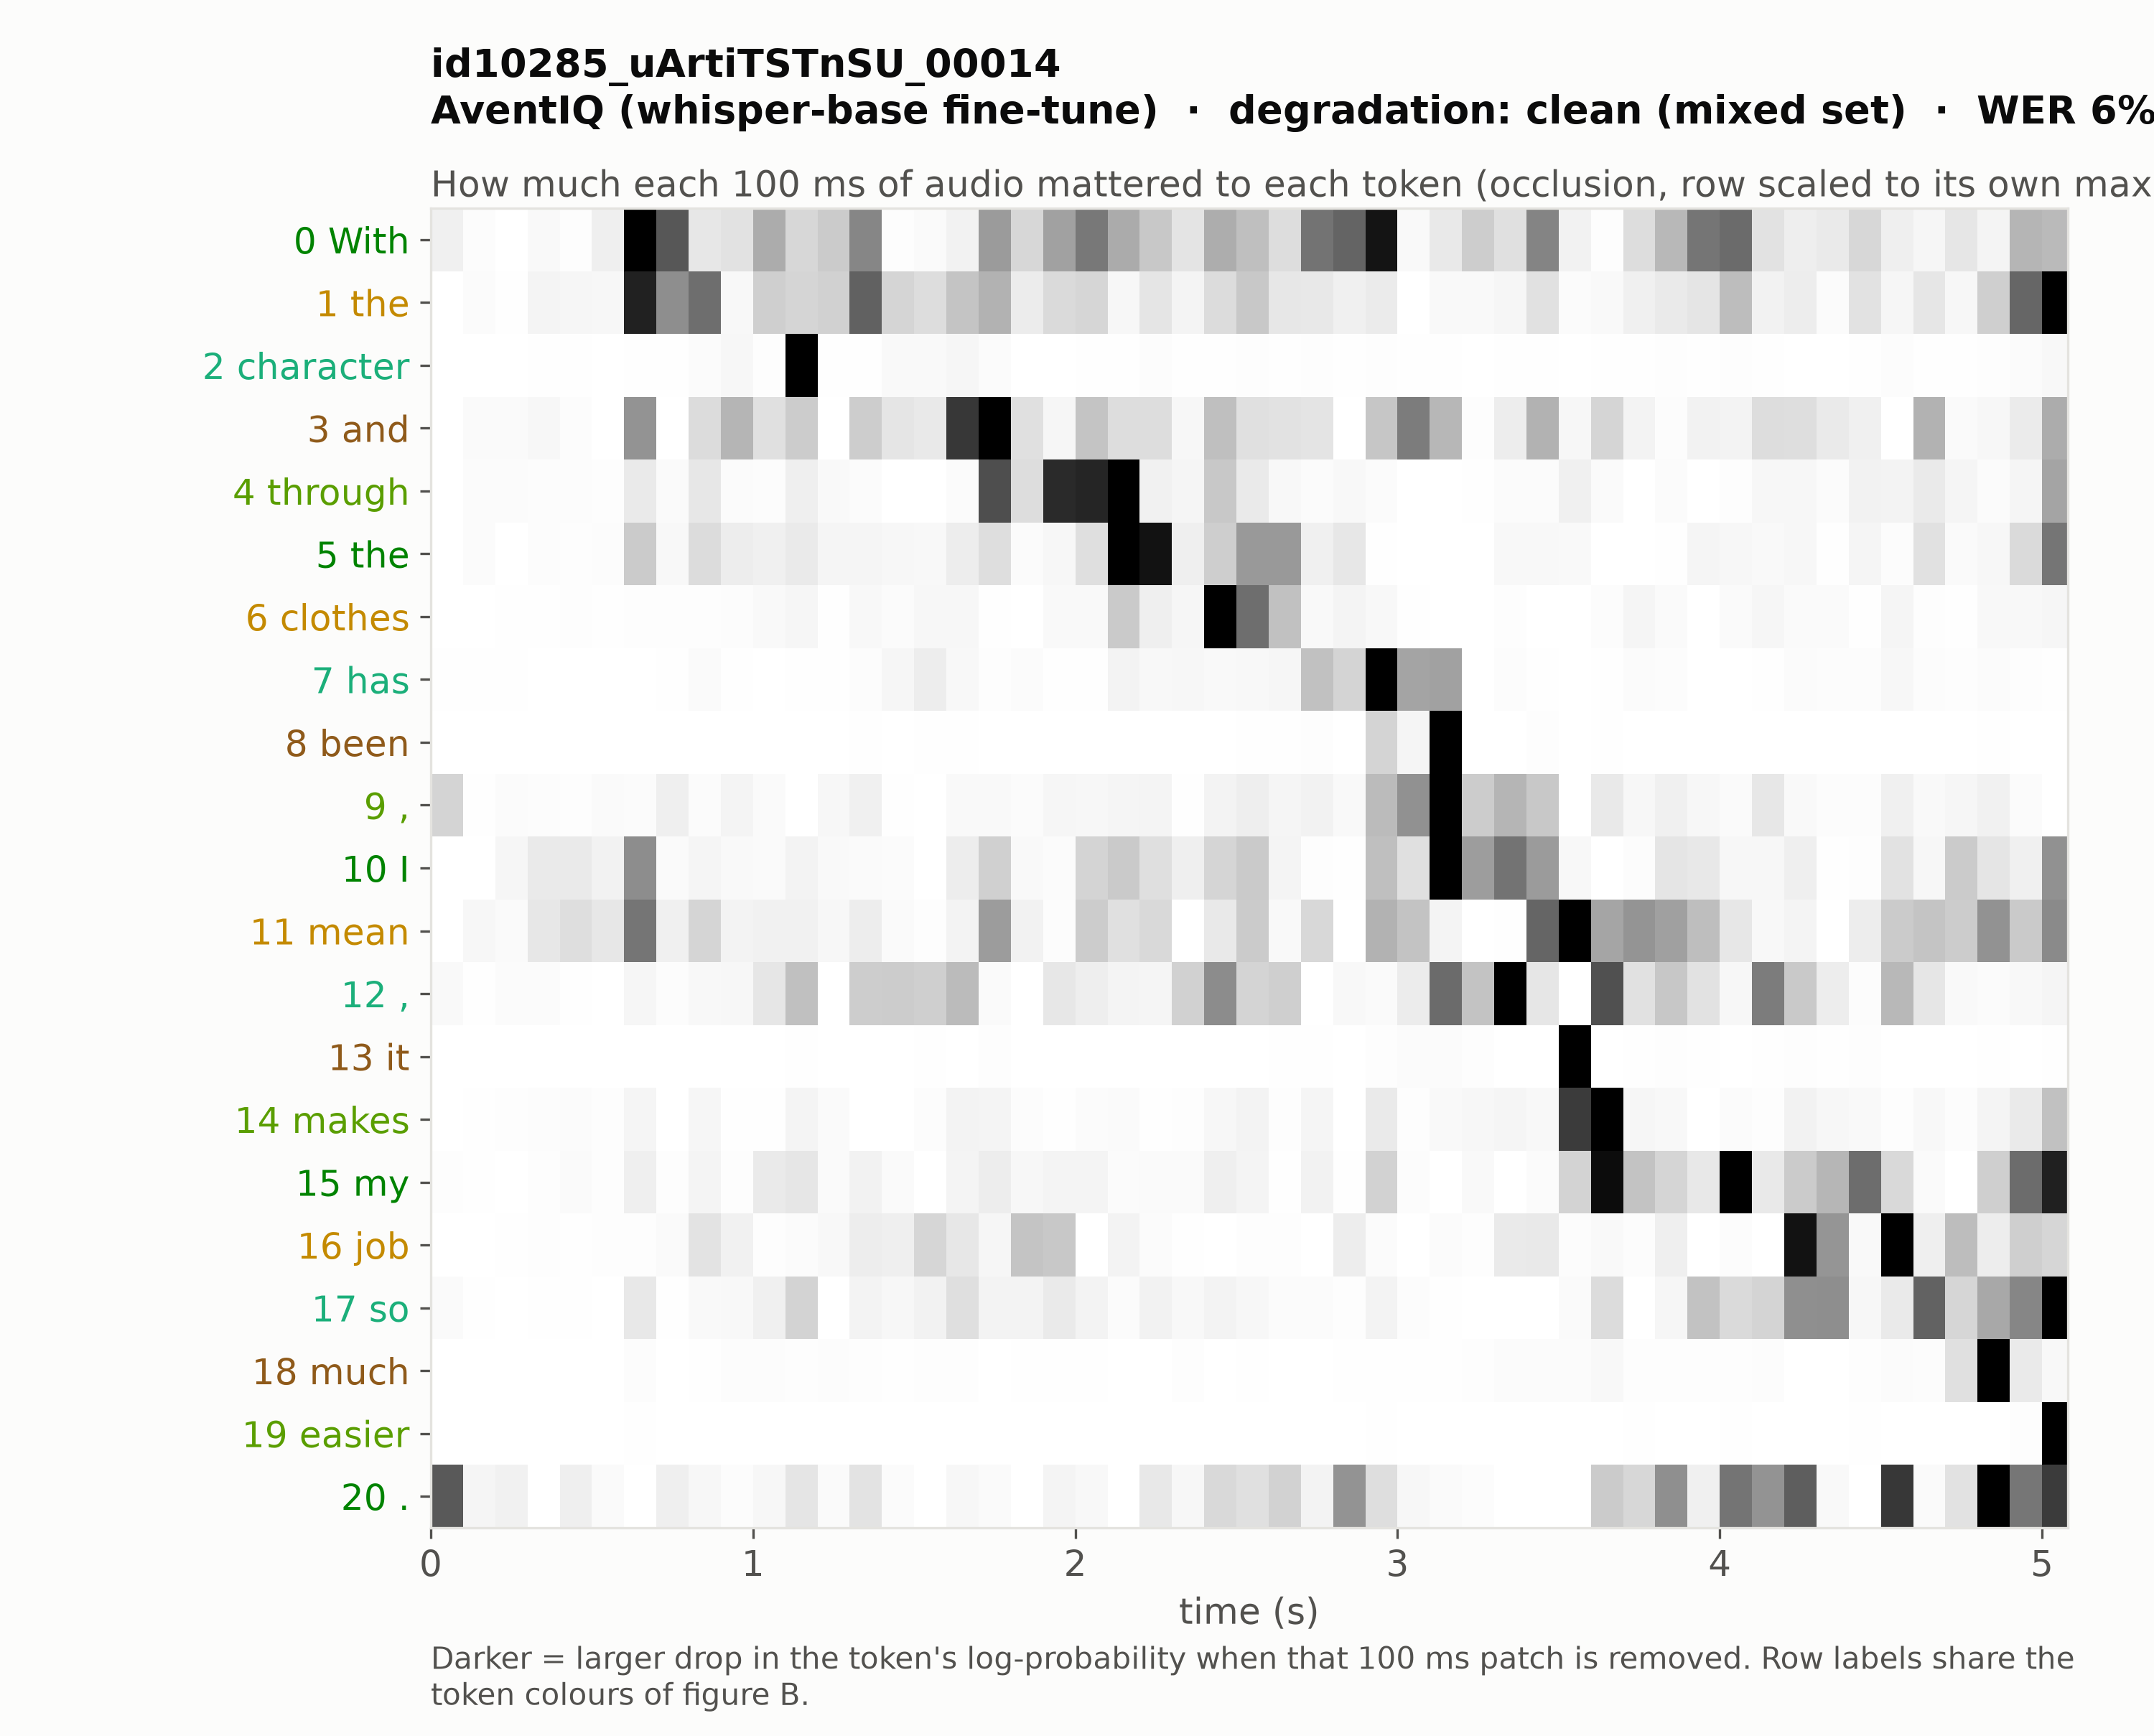 id10285_uArtiTSTnSU_00014
AventIQ (whisper-base fine-tune)  ·  degradation: clean (mixed set)  ·  WER 6%
How much each 100 ms of audio mattered to each token (occlusion, row scaled to its own max
0 With
1 the
2 character
3 and
4 through
5 the
6 clothes
7 has
8 been
9 ,
10 I
11 mean
12 ,
13 it
14 makes
15 my
16 job
17 so
18 much
19 easier
20 .
0 1 2 3 4 5
time (s)
Darker = larger drop in the token's log-probability when that 100 ms patch is removed. Row labels share the
token colours of figure B.